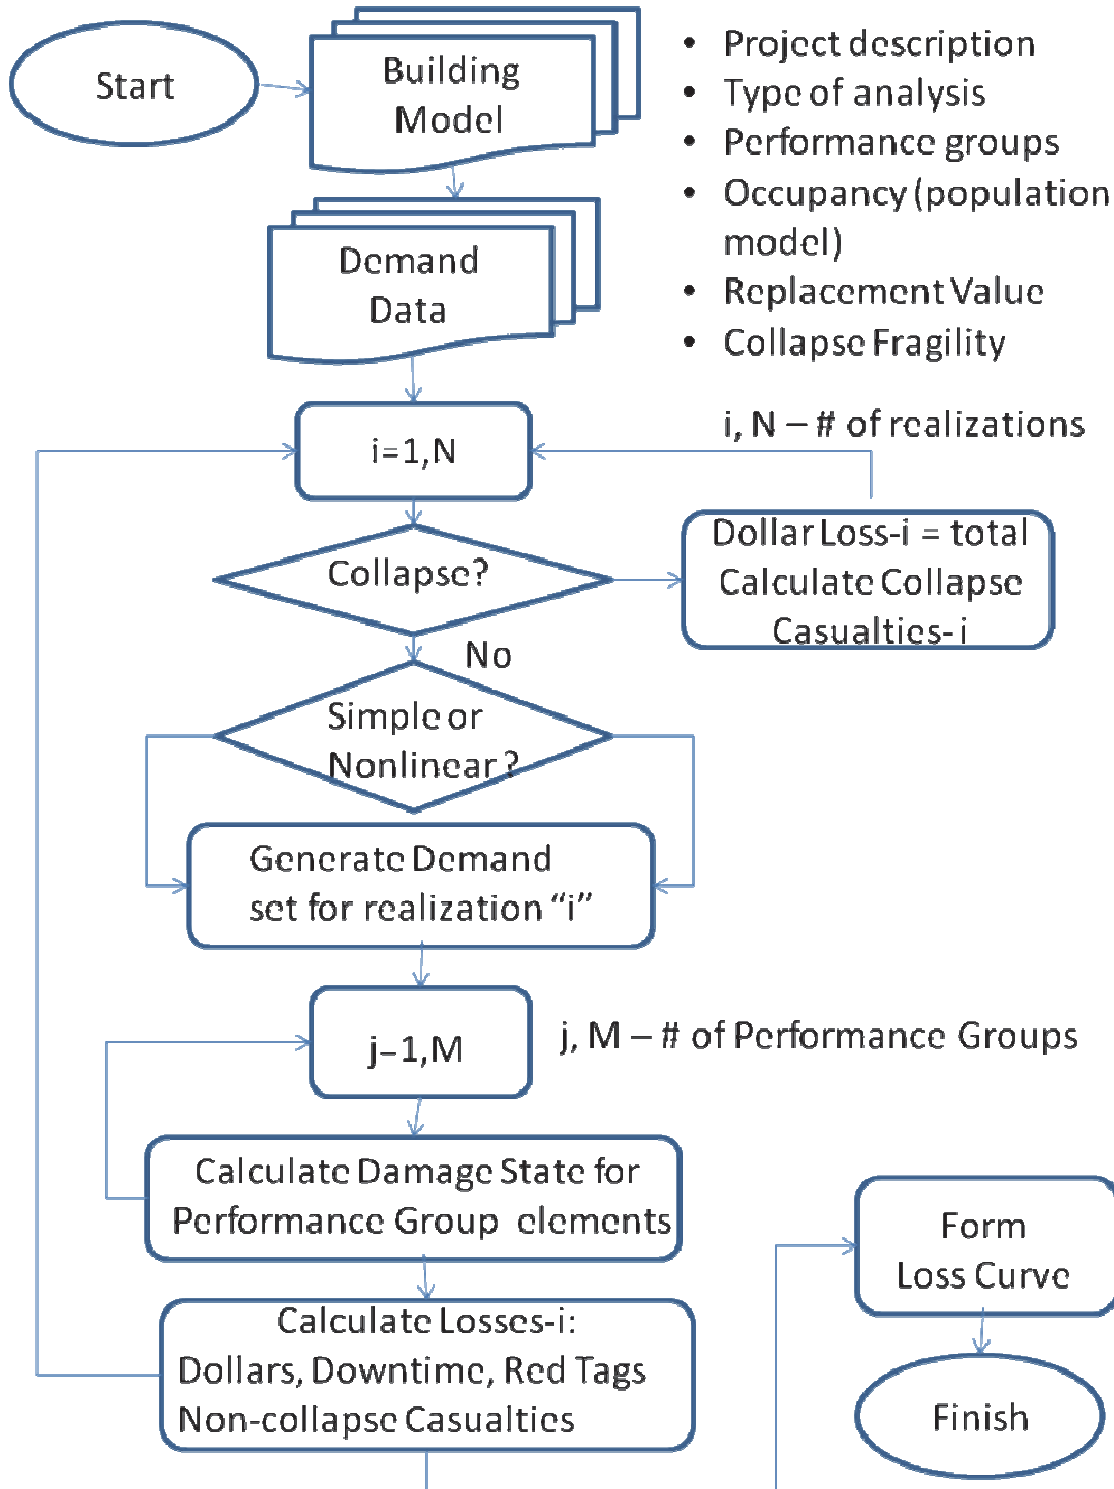 Start
Building
Model
• Project description
• Type of analysis
• Performance groups
• Occupancy (population
model)
• Replacement Value
• Collapse Fragility
Demand
Data
i, N – # of realizations
i=1,N
Collapse?
Dollar Loss-i = total
Calculate Collapse
Casualties-i
No
Simple or
Nonlinear?
Generate Demand
set for realization “i”
j=1,M
j, M – # of Performance Groups
Calculate Damage State for
Performance Group elements
Calculate Losses-i:
Dollars, Downtime, Red Tags
Non-collapse Casualties
Form
Loss Curve
Finish